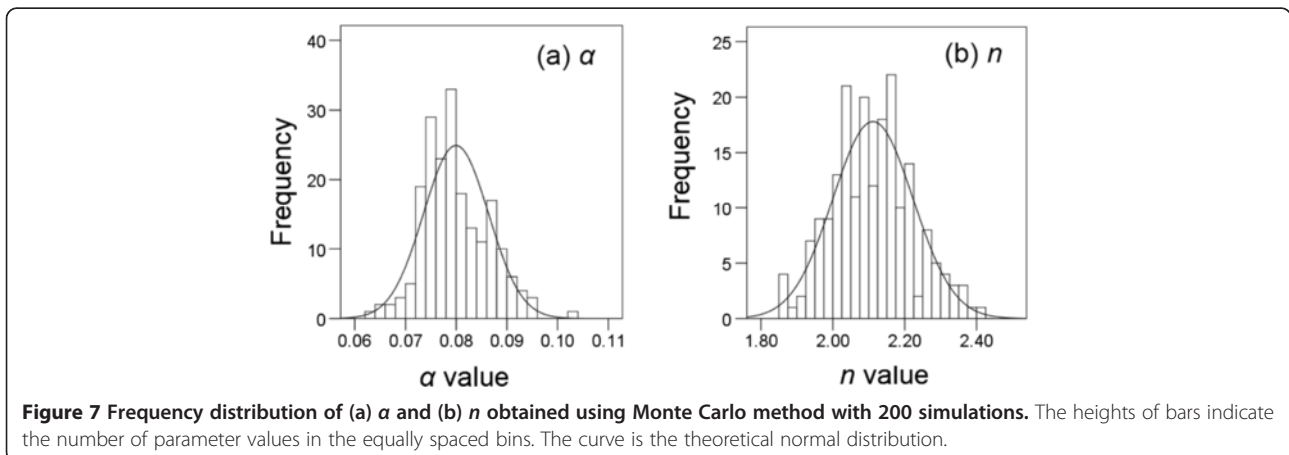 (a) α
40
30
20
10
0
Frequency
0.06 0.07 0.08 0.09 0.10 0.11
α value
(b) n
25
20
15
10
5
0
Frequency
1.80 2.00 2.20 2.40
n value
Figure 7 Frequency distribution of (a) α and (b) n obtained using Monte Carlo method with 200 simulations. The heights of bars indicate
the number of parameter values in the equally spaced bins. The curve is the theoretical normal distribution.